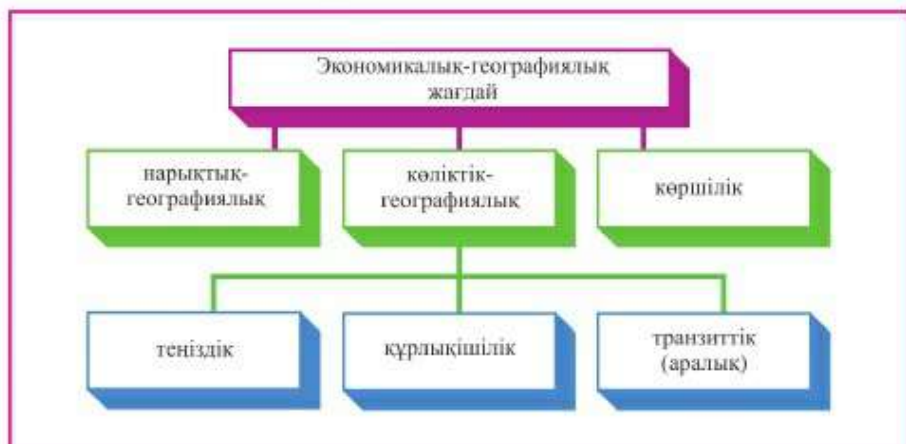 Экономикалық-географиялық
жағдай
нарықтық-
географиялық
көліктік-
географиялық
көршілік
теңіздік
құрлықішілік
транзиттік
(аралық)